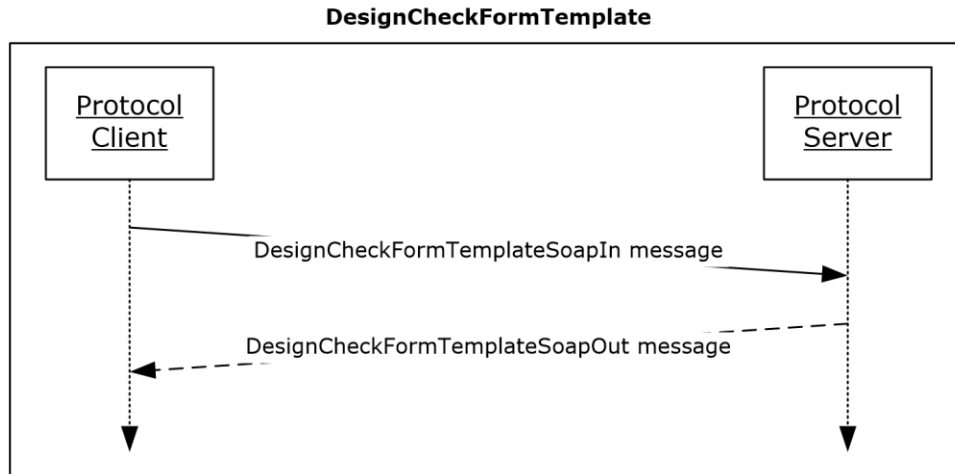 DesignCheckFormTemplate
Protocol
Client
Protocol
Server
DesignCheckFormTemplateSoapIn message
DesignCheckFormTemplateSoapOut message